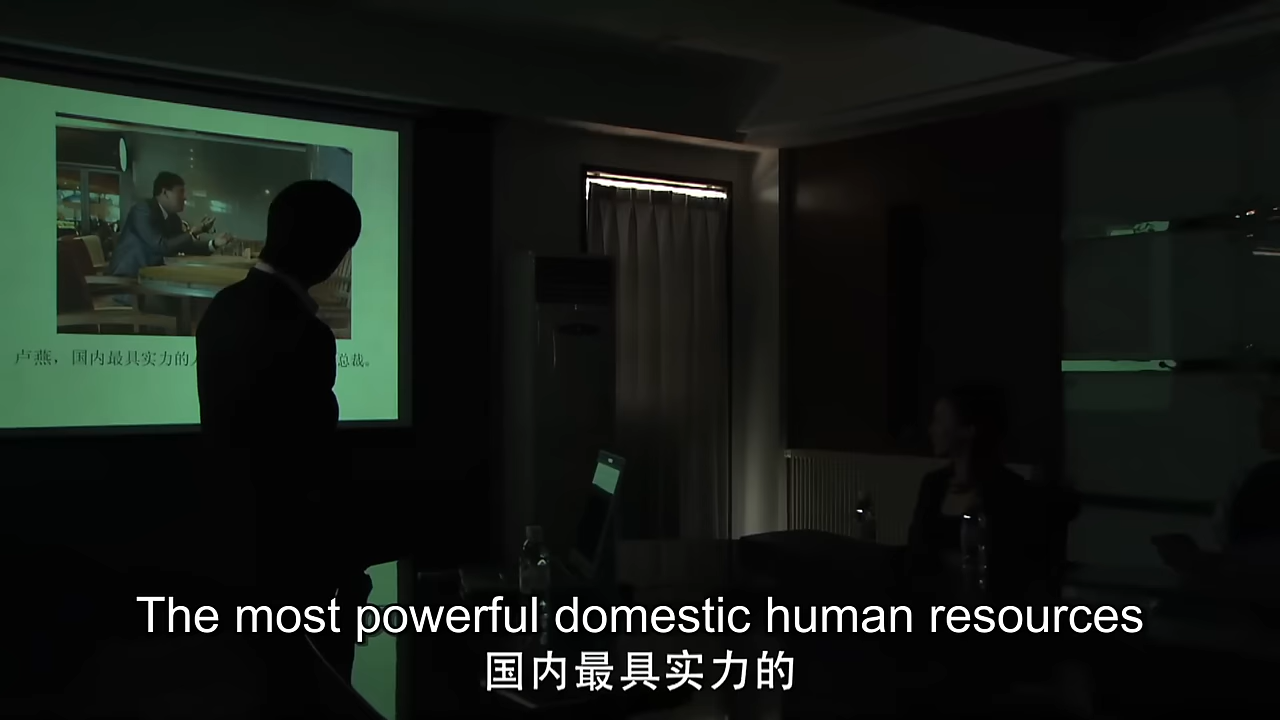 卢燕，国内最具实力的
总裁。
The most powerful domestic human resources
国内最具实力的